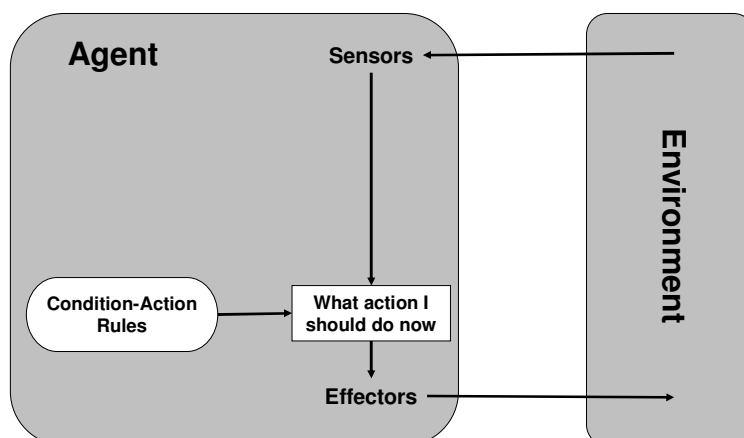 Agent
Sensors
Environment
Condition-Action
Rules
What action I
should do now
Effectors